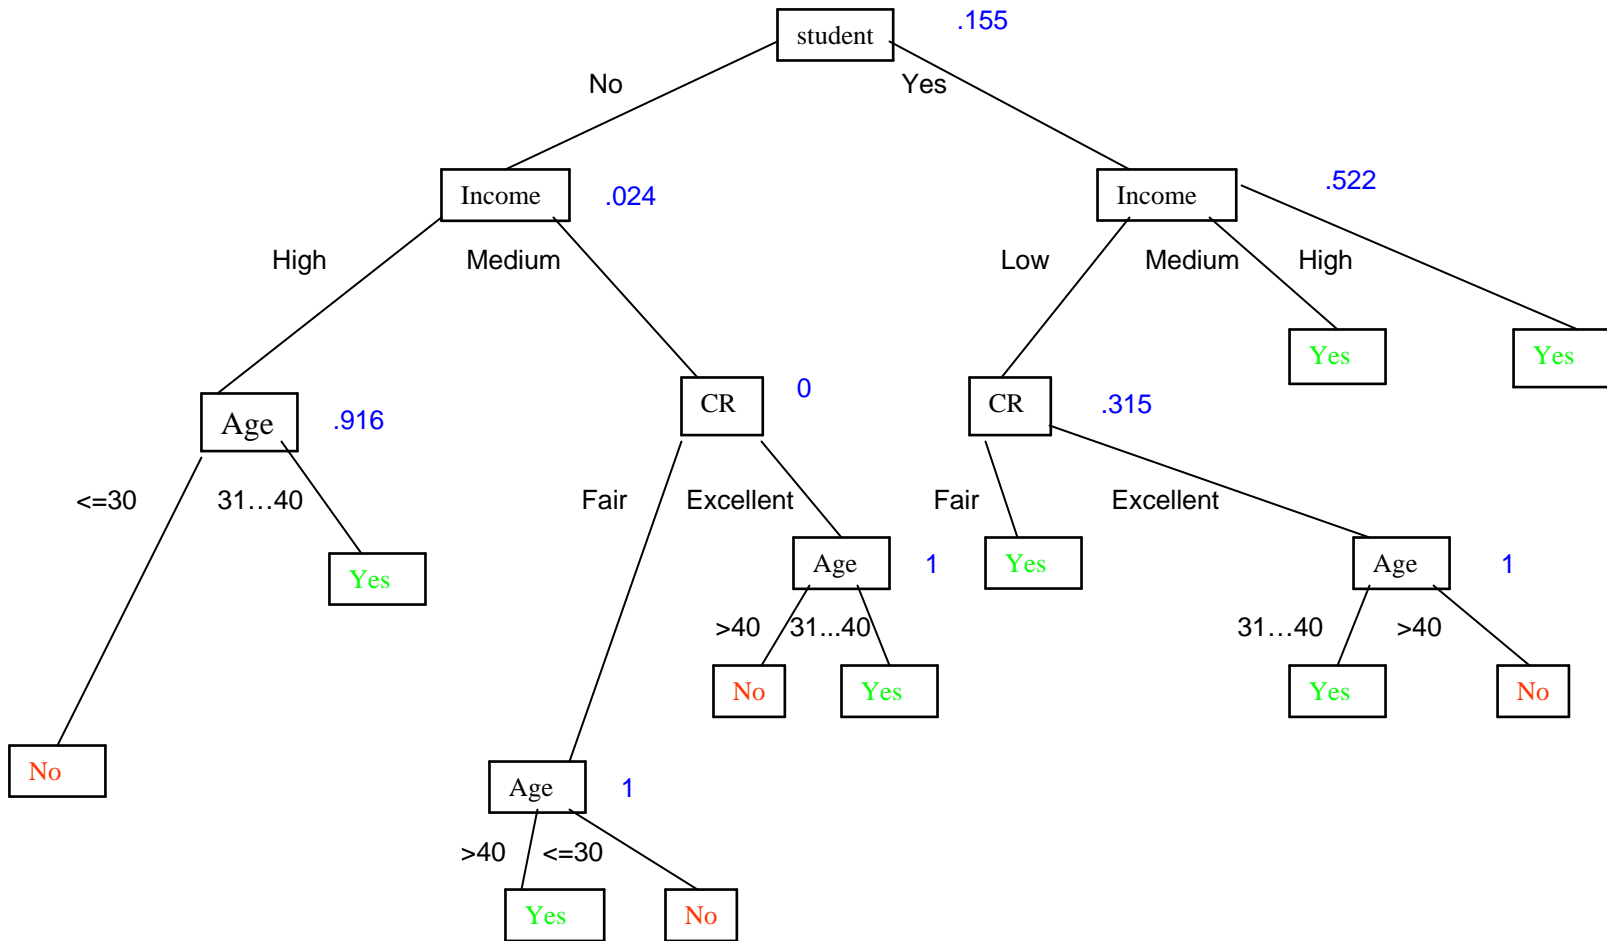 student .155
No Yes
Income .024 Income .522
High Medium Low Medium High
Yes Yes
Age .916 CR 0 CR .315
<=30 31…40 Fair Excellent Fair Excellent
Yes Age 1 Yes Age 1
>40 31...40 31…40 >40
No Yes Yes No
No Age 1
>40 <=30
Yes No